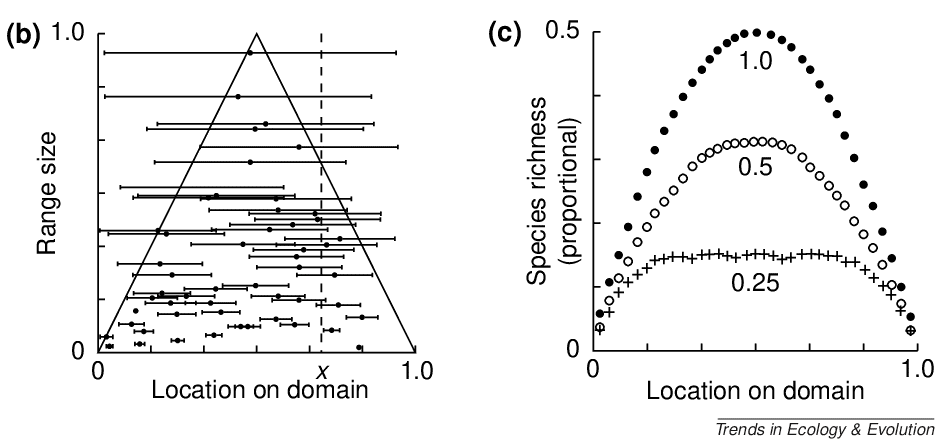 (b)
1.0
Range size
0
0
x
1.0
Location on domain
(c)
0.5
Species richness
(proportional)
1.0
0.5
0.25
0
0
1.0
Location on domain
Trends in Ecology & Evolution